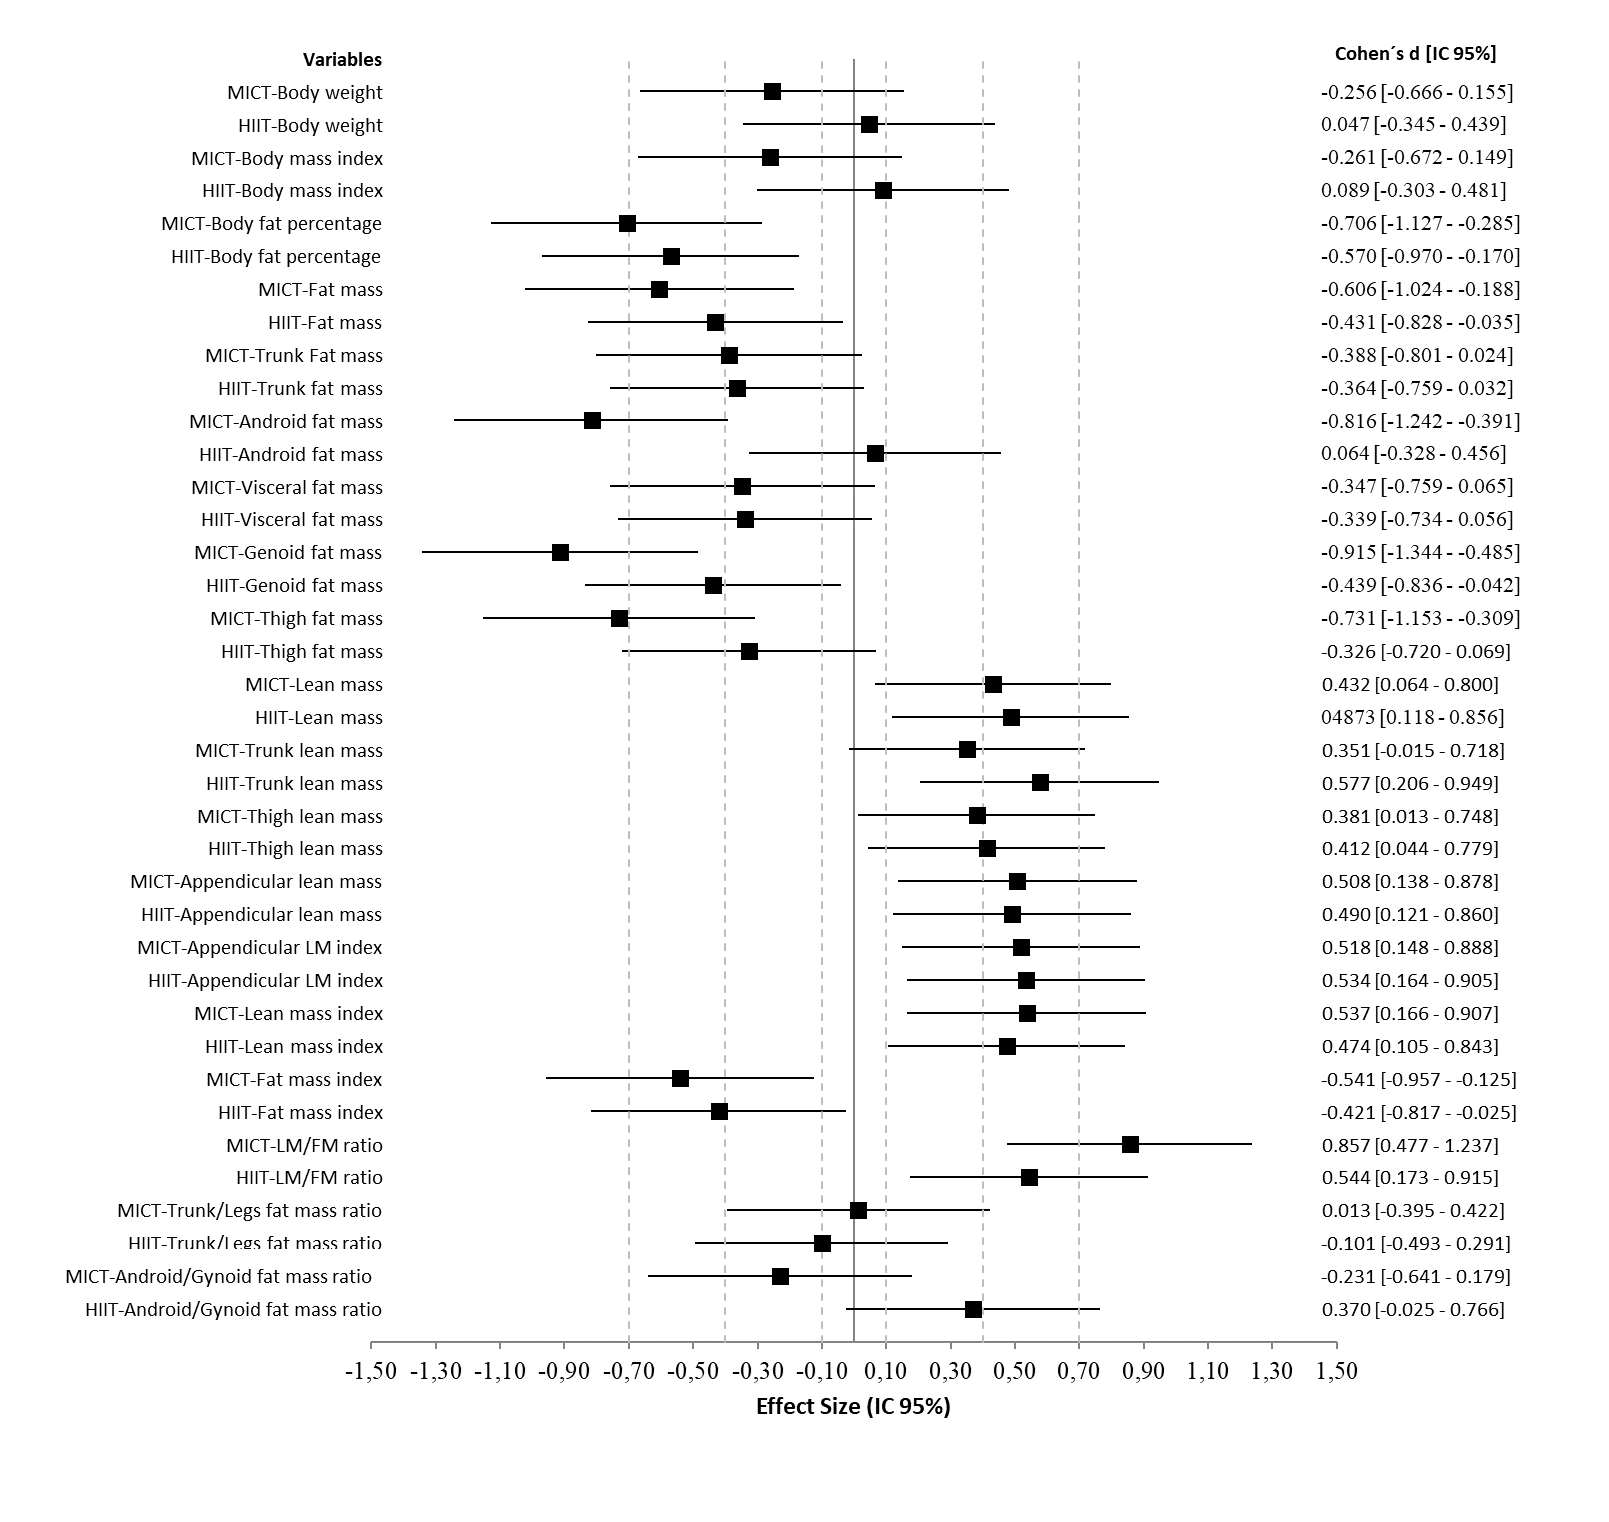 Variables Cohen´s d [IC 95%]
MICT-Body weight -0.256 [-0.666 - 0.155]
HIIT-Body weight 0.047 [-0.345 - 0.439]
MICT-Body mass index -0.261 [-0.672 - 0.149]
HIIT-Body mass index 0.089 [-0.303 - 0.481]
MICT-Body fat percentage -0.706 [-1.127 - -0.285]
HIIT-Body fat percentage -0.570 [-0.970 - -0.170]
MICT-Fat mass -0.606 [-1.024 - -0.188]
HIIT-Fat mass -0.431 [-0.828 - -0.035]
MICT-Trunk Fat mass -0.388 [-0.801 - 0.024]
HIIT-Trunk fat mass -0.364 [-0.759 - 0.032]
MICT-Android fat mass -0.816 [-1.242 - -0.391]
HIIT-Android fat mass 0.064 [-0.328 - 0.456]
MICT-Visceral fat mass -0.347 [-0.759 - 0.065]
HIIT-Visceral fat mass -0.339 [-0.734 - 0.056]
MICT-Genoid fat mass -0.915 [-1.344 - -0.485]
HIIT-Genoid fat mass -0.439 [-0.836 - -0.042]
MICT-Thigh fat mass -0.731 [-1.153 - -0.309]
HIIT-Thigh fat mass -0.326 [-0.720 - 0.069]
MICT-Lean mass 0.432 [0.064 - 0.800]
HIIT-Lean mass 04873 [0.118 - 0.856]
MICT-Trunk lean mass 0.351 [-0.015 - 0.718]
HIIT-Trunk lean mass 0.577 [0.206 - 0.949]
MICT-Thigh lean mass 0.381 [0.013 - 0.748]
HIIT-Thigh lean mass 0.412 [0.044 - 0.779]
MICT-Appendicular lean mass 0.508 [0.138 - 0.878]
HIIT-Appendicular lean mass 0.490 [0.121 - 0.860]
MICT-Appendicular LM index 0.518 [0.148 - 0.888]
HIIT-Appendicular LM index 0.534 [0.164 - 0.905]
MICT-Lean mass index 0.537 [0.166 - 0.907]
HIIT-Lean mass index 0.474 [0.105 - 0.843]
MICT-Fat mass index -0.541 [-0.957 - -0.125]
HIIT-Fat mass index -0.421 [-0.817 - -0.025]
MICT-LM/FM ratio 0.857 [0.477 - 1.237]
HIIT-LM/FM ratio 0.544 [0.173 - 0.915]
MICT-Trunk/Legs fat mass ratio 0.013 [-0.395 - 0.422]
HIIT-Trunk/Legs fat mass ratio -0.101 [-0.493 - 0.291]
MICT-Android/Gynoid fat mass ratio -0.231 [-0.641 - 0.179]
HIIT-Android/Gynoid fat mass ratio 0.370 [-0.025 - 0.766]
-1,50 -1,30 -1,10 -0,90 -0,70 -0,50 -0,30 -0,10 0,10 0,30 0,50 0,70 0,90 1,10 1,30 1,50
Effect Size (IC 95%)